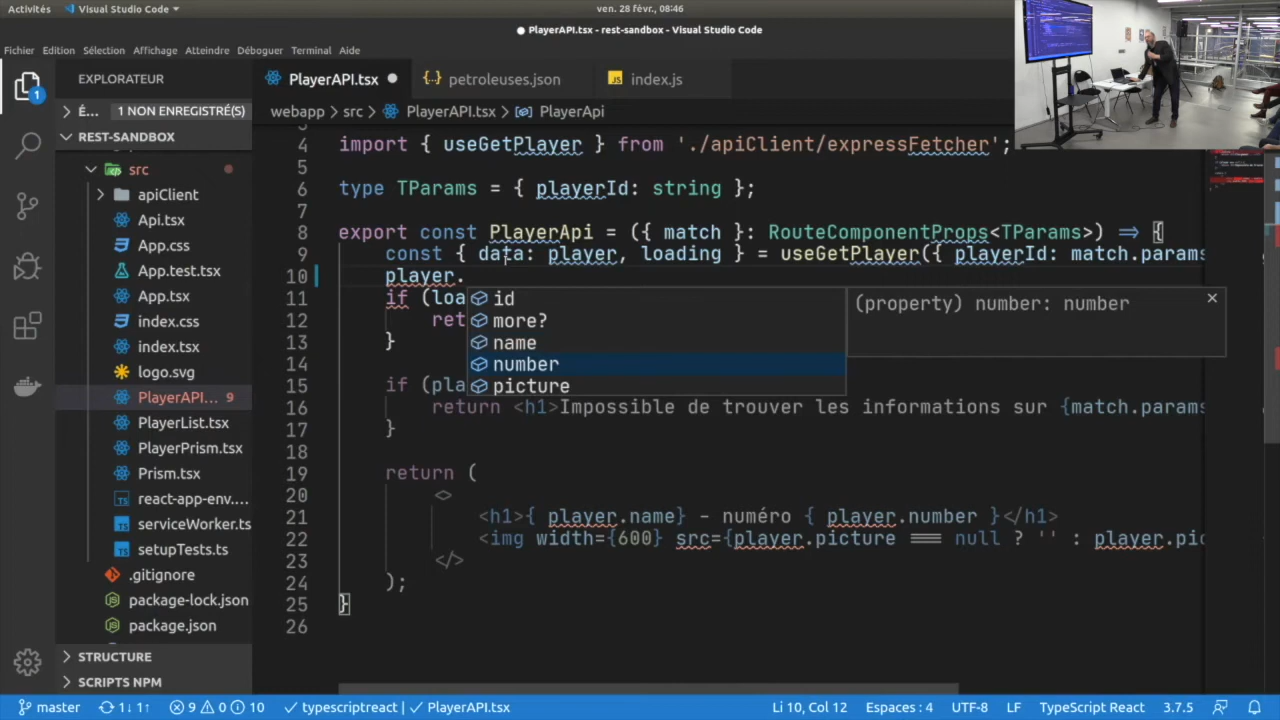 Activités
Visual Studio Code
ven. 28 févr., 08:46
PlayerAPI.tsx - rest-sandbox - Visual Studio Code
Fichier Edition Sélection Affichage Atteindre Déboguer Terminal Aide
EXPLORATEUR
É... 1 NON ENREGISTRÉ(S)
REST-SANDBOX
src
apiClient
Api.tsx
App.css
App.test.tsx
App.tsx
index.css
index.tsx
logo.svg
PlayerAPI... 9
PlayerList.tsx
PlayerPrism.tsx
Prism.tsx
react-app-env....
serviceWorker.ts
setupTests.ts
.gitignore
package-lock.json
package.json
STRUCTURE
SCRIPTS NPM
1
PlayerAPI.tsx
petroleuses.json
index.js
webapp > src > PlayerAPI.tsx > PlayerApi
4 import { useGetPlayer } from './apiClient/expressFetcher';
5
6 type TParams = { playerId: string };
7
8 export const PlayerApi = ({ match }: RouteComponentProps<TParams>) => {
9 const { data: player, loading } = useGetPlayer({ playerId: match.params
10 player.
11 if (loa
12 ret
13 }
14
15 if (pla
16 return <h1>Impossible de trouver les informations sur {match.params
17 }
18
19 return (
20 <>
21 <h1>{ player.name} - numéro { player.number }</h1>
22 <img width={600} src={player.picture === null ? '' : player.pic
23 </>
24 );
25 }
26
id
more?
name
number
picture
(property) number: number
master
1↓ 1↑
9 0 10
typescriptreact
PlayerAPI.tsx
Li 10, Col 12
Espaces : 4
UTF-8
LF
TypeScript React
3.7.5